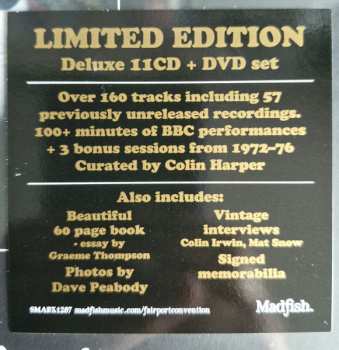 LIMITED EDITION
Deluxe 11CD + DVD set
Over 160 tracks including 57
previously unreleased recordings.
100+ minutes of BBC performances
+ 3 bonus sessions from 1972–76
Curated by Colin Harper
Also includes:
Beautiful
60 page book
- essay by
Graeme Thompson
Photos by
Dave Peabody
Vintage
interviews
Colin Irwin, Mat Snow
Signed
memorabilia
SMABX1207 madfishmusic.com/fairportconvention
Madfish